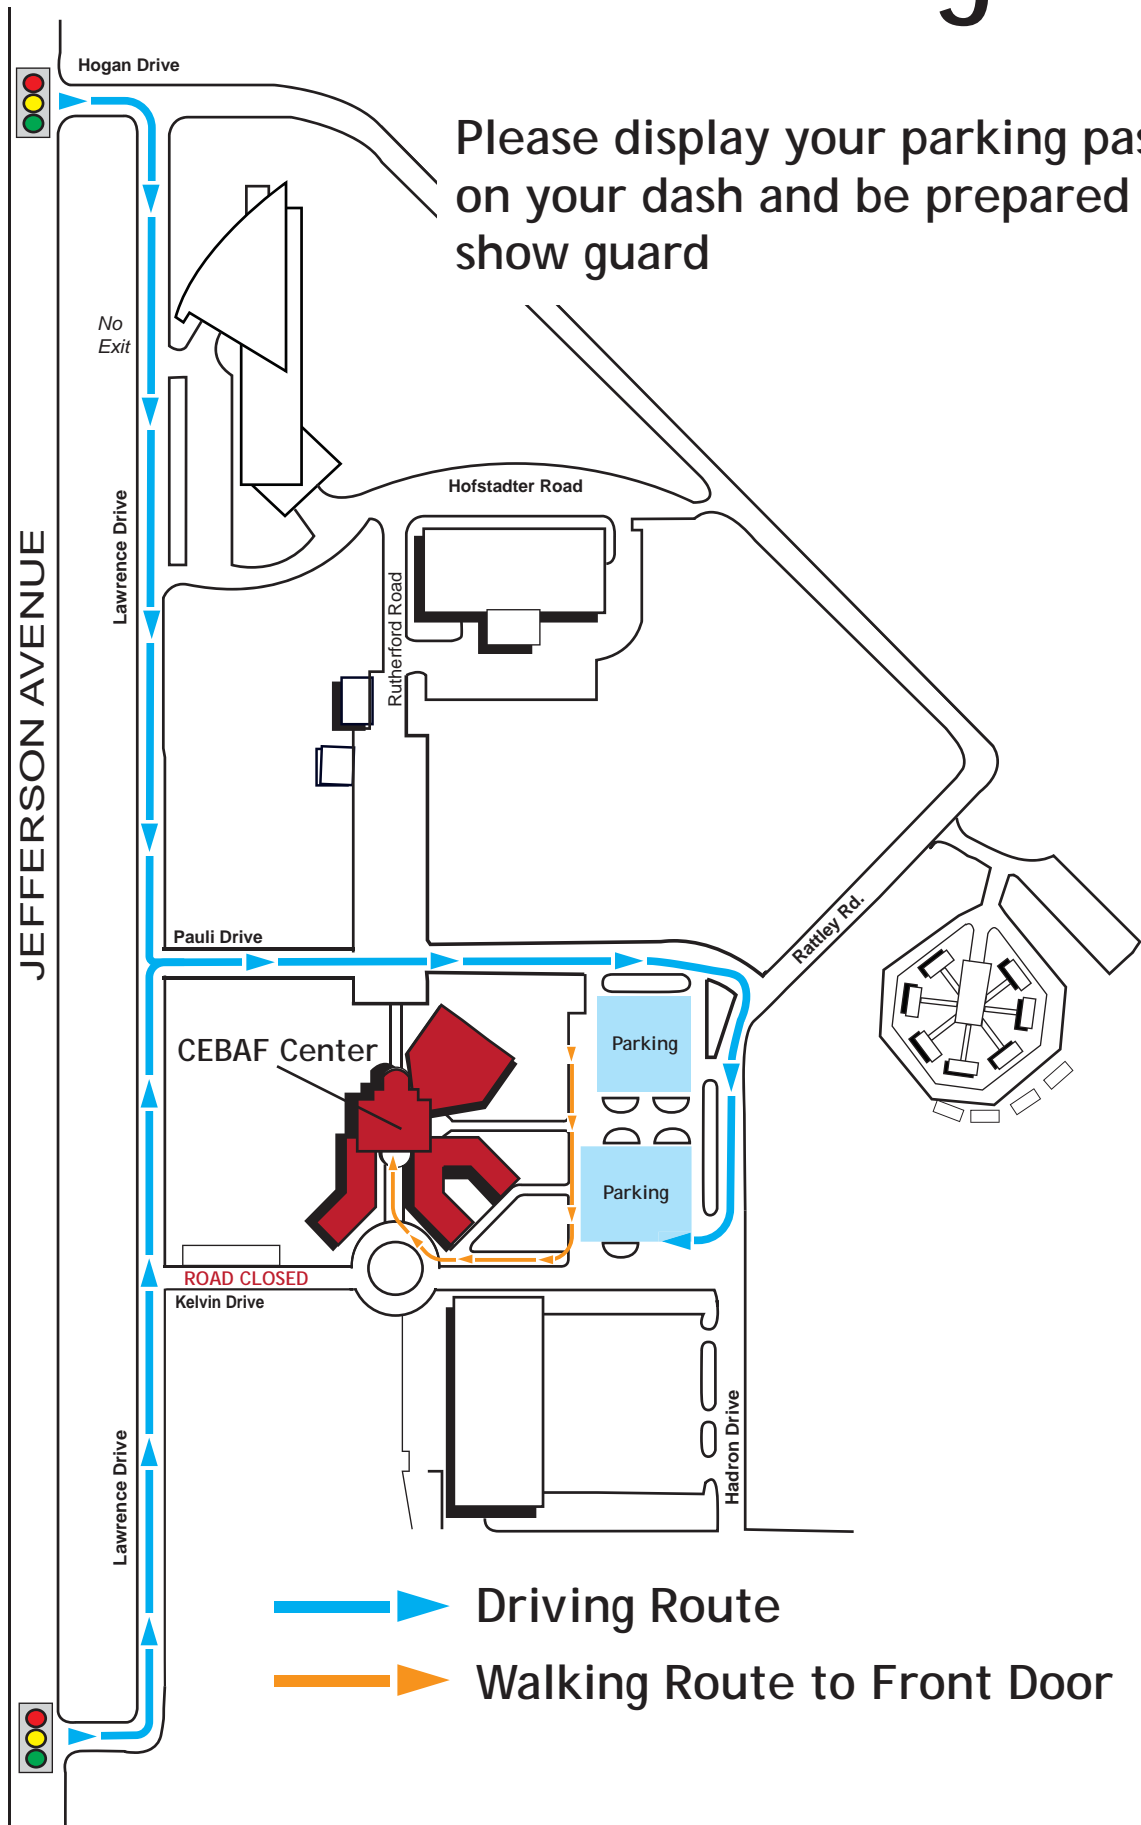 Hogan Drive
Please display your parking pas
on your dash and be prepared
show guard
No
Exit
Hofstadter Road
Lawrence Drive
JEFFERSON AVENUE
Rutherford Road
Pauli Drive
Rattley Rd.
Parking
CEBAF Center
Parking
ROAD CLOSED
Kelvin Drive
Hadron Drive
Lawrence Drive
Driving Route
Walking Route to Front Door